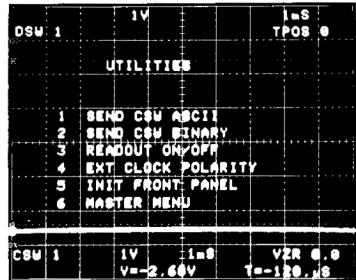 1V 1mS
DSW 1 TPOS 0
UTILITIES
1 SEND CSW ASCII
2 SEND CSW BINARY
3 READOUT ON/OFF
4 EXT CLOCK POLARITY
5 INIT FRONT PANEL
6 MASTER MENU
CSW 1 1V 1mS VZR 0.0
V=-2.60V T=-120.µS